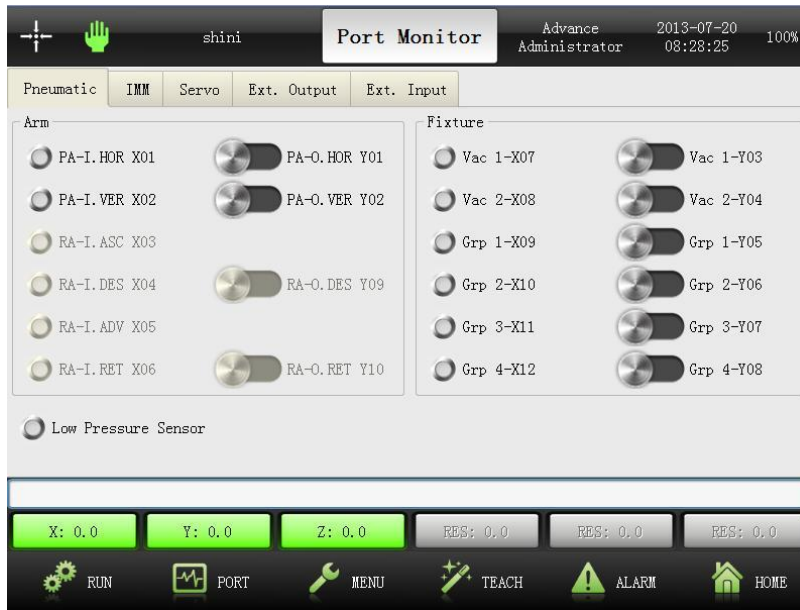 shini
Port Monitor
Advance
Administrator
2013-07-20
08:28:25
100%
Pneumatic IMM Servo Ext. Output Ext. Input
Arm
PA-I.HOR X01 PA-O.HOR Y01
PA-I.VER X02 PA-O.VER Y02
RA-I.ASC X03
RA-I.DES X04 RA-O.DES Y09
RA-I.ADV X05
RA-I.RET X06 RA-O.RET Y10
Fixture
Vac 1-X07 Vac 1-Y03
Vac 2-X08 Vac 2-Y04
Grp 1-X09 Grp 1-Y05
Grp 2-X10 Grp 2-Y06
Grp 3-X11 Grp 3-Y07
Grp 4-X12 Grp 4-Y08
Low Pressure Sensor
X: 0.0 Y: 0.0 Z: 0.0 RES: 0.0 RES: 0.0 RES: 0.0
RUN PORT MENU TEACH ALARM HOME